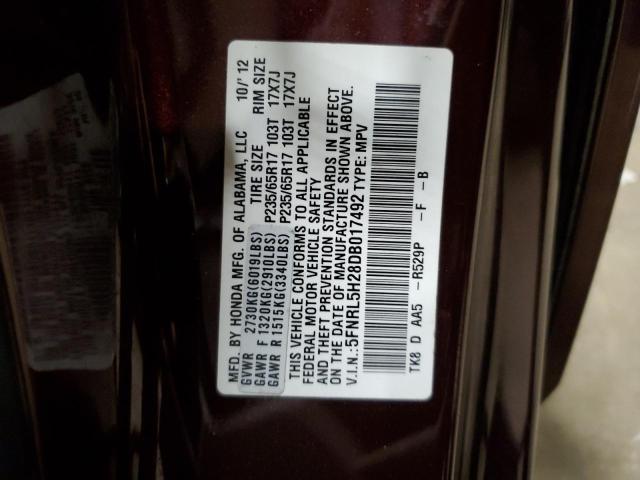 MFD. BY HONDA MFG. OF ALABAMA, LLC 10/'12
GVWR 2730KG(6019LBS) TIRE SIZE RIM SIZE
GAWR F 1320KG(2910LBS) P235/65R17 103T 17X7J
GAWR R 1515KG(3340LBS) P235/65R17 103T 17X7J
THIS VEHICLE CONFORMS TO ALL APPLICABLE
FEDERAL MOTOR VEHICLE SAFETY
AND THEFT PREVENTION STANDARDS IN EFFECT
ON THE DATE OF MANUFACTURE SHOWN ABOVE.
V.I.N.:5FNRL5H28DB017492 TYPE: MPV
TK8 D AA5 -R529P -F -B